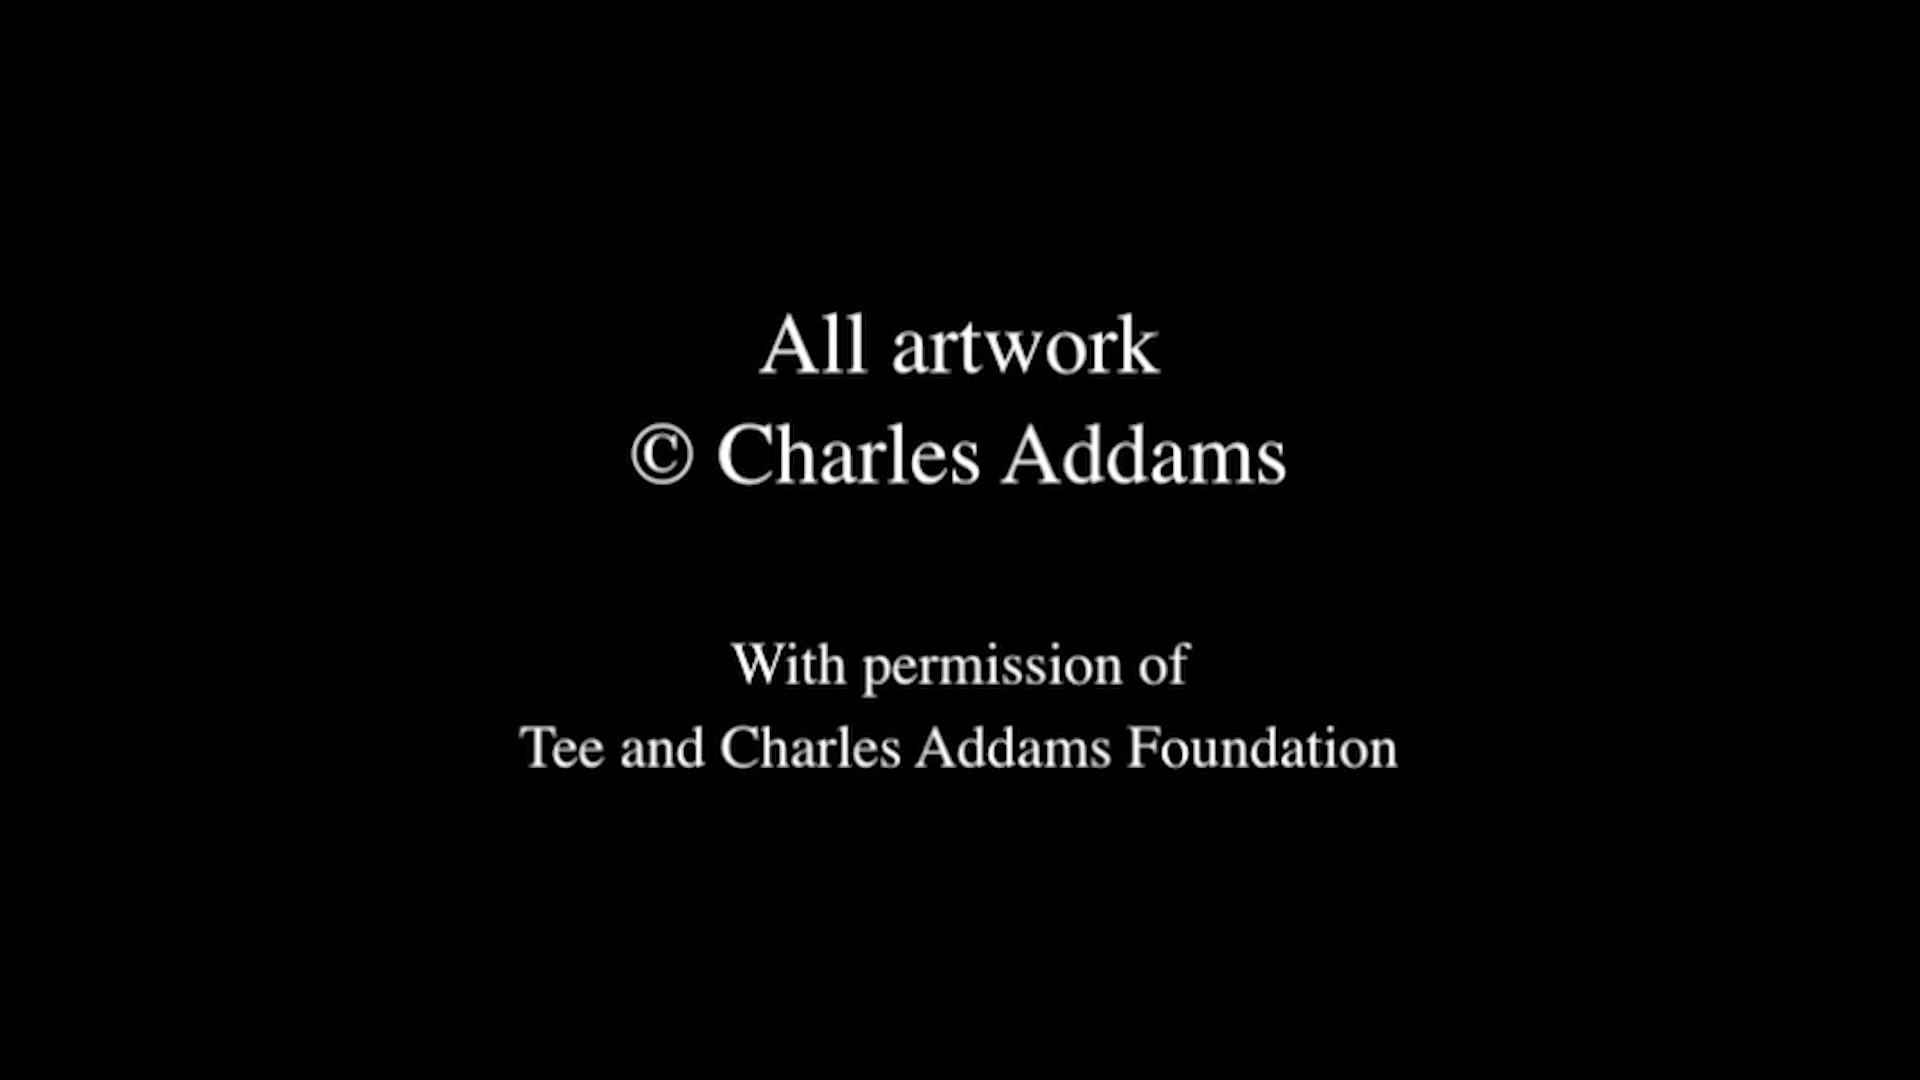 All artwork
© Charles Addams
With permission of
Tee and Charles Addams Foundation